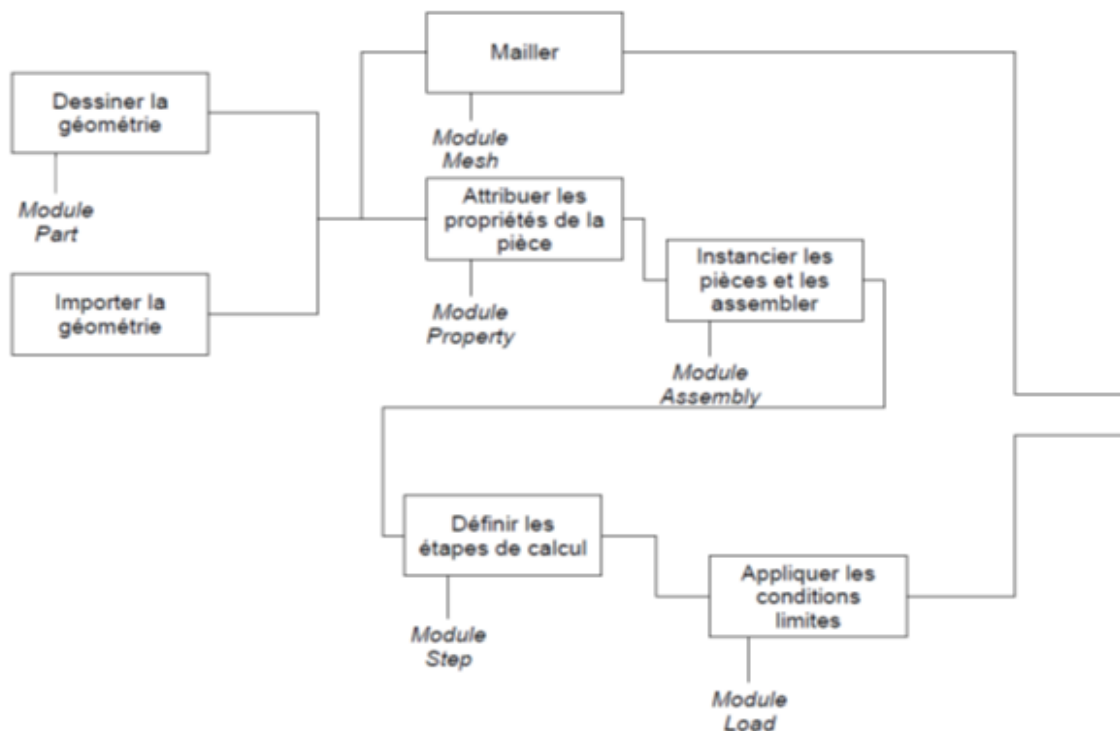 Mailler
Dessiner la
géométrie
Module
Mesh
Module
Part
Attribuer les
propriétés de la
pièce
Instancier les
pièces et les
assembler
Importer la
géométrie
Module
Property
Module
Assembly
Définir les
étapes de calcul
Appliquer les
conditions
limites
Module
Step
Module
Load